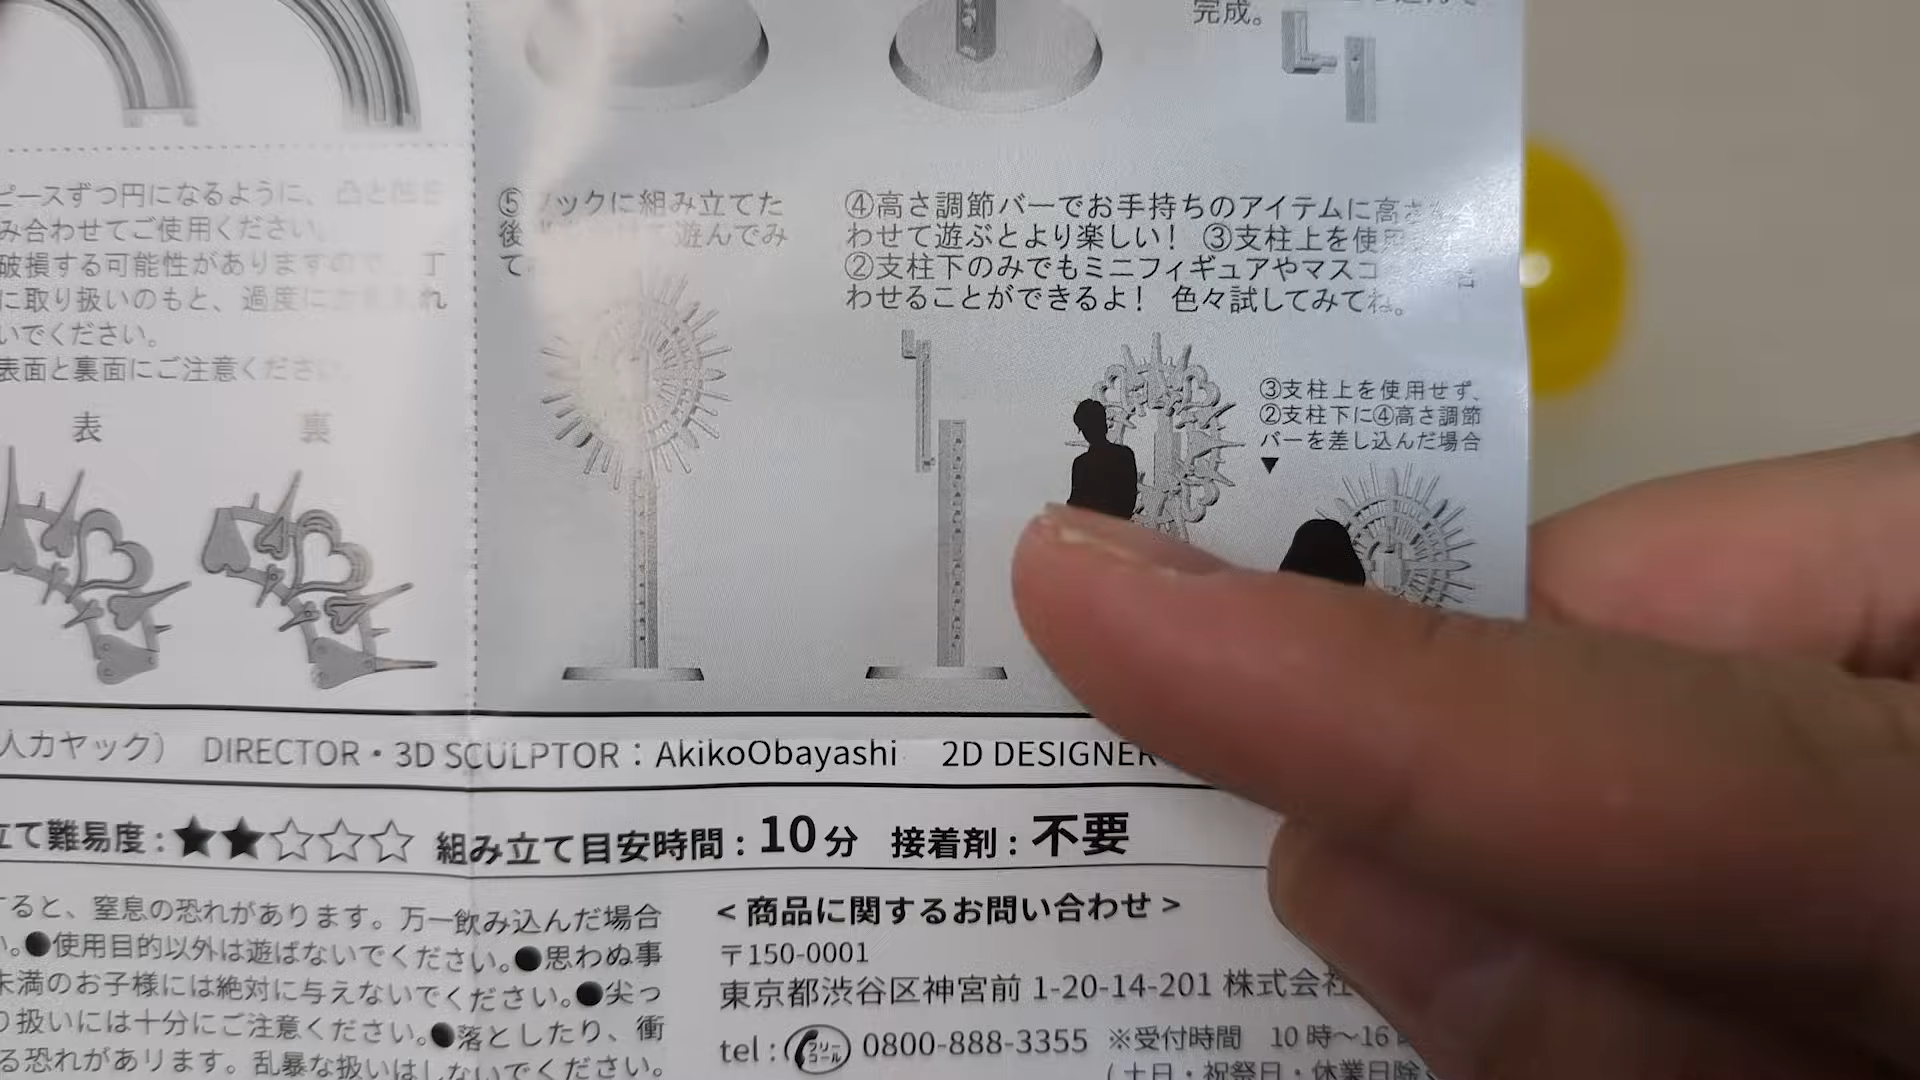 完成。
ピースずつ円になるように、凸と凹を
み合わせてご使用ください。
破損する可能性がありますので、丁
に取り扱いのもと、過度に れ
いでください。
表面と裏面にご注意ください。
表 裏
⑤ ックに組み立てた
後 遊んでみ
て
④高さ調節バーでお手持ちのアイテムに高さ
わせて遊ぶとより楽しい! ③支柱上を使
②支柱下のみでもミニフィギュアやマスコ
わせることができるよ! 色々試してみてね。
③支柱上を使用せず、
②支柱下に④高さ調節
バーを差し込んだ場合
▼
人カヤック) DIRECTOR・3D SCULPTOR:AkikoObayashi 2D DESIGNER
立て難易度:★★☆☆☆ 組み立て目安時間:10分 接着剤:不要
すると、窒息の恐れがあります。万一飲み込んだ場合
い。●使用目的以外は遊ばないでください。●思わぬ事
未満のお子様には絶対に与えないでください。●尖っ
り扱いには十分にご注意ください。●落としたり、衝
る恐れがあります。乱暴な扱いはしないでください。
<商品に関するお問い合わせ>
〒150-0001
東京都渋谷区神宮前 1-20-14-201 株式会社
tel:フリーコール 0800-888-3355 ※受付時間 10時~16時
(土日・祝祭日・休業日除